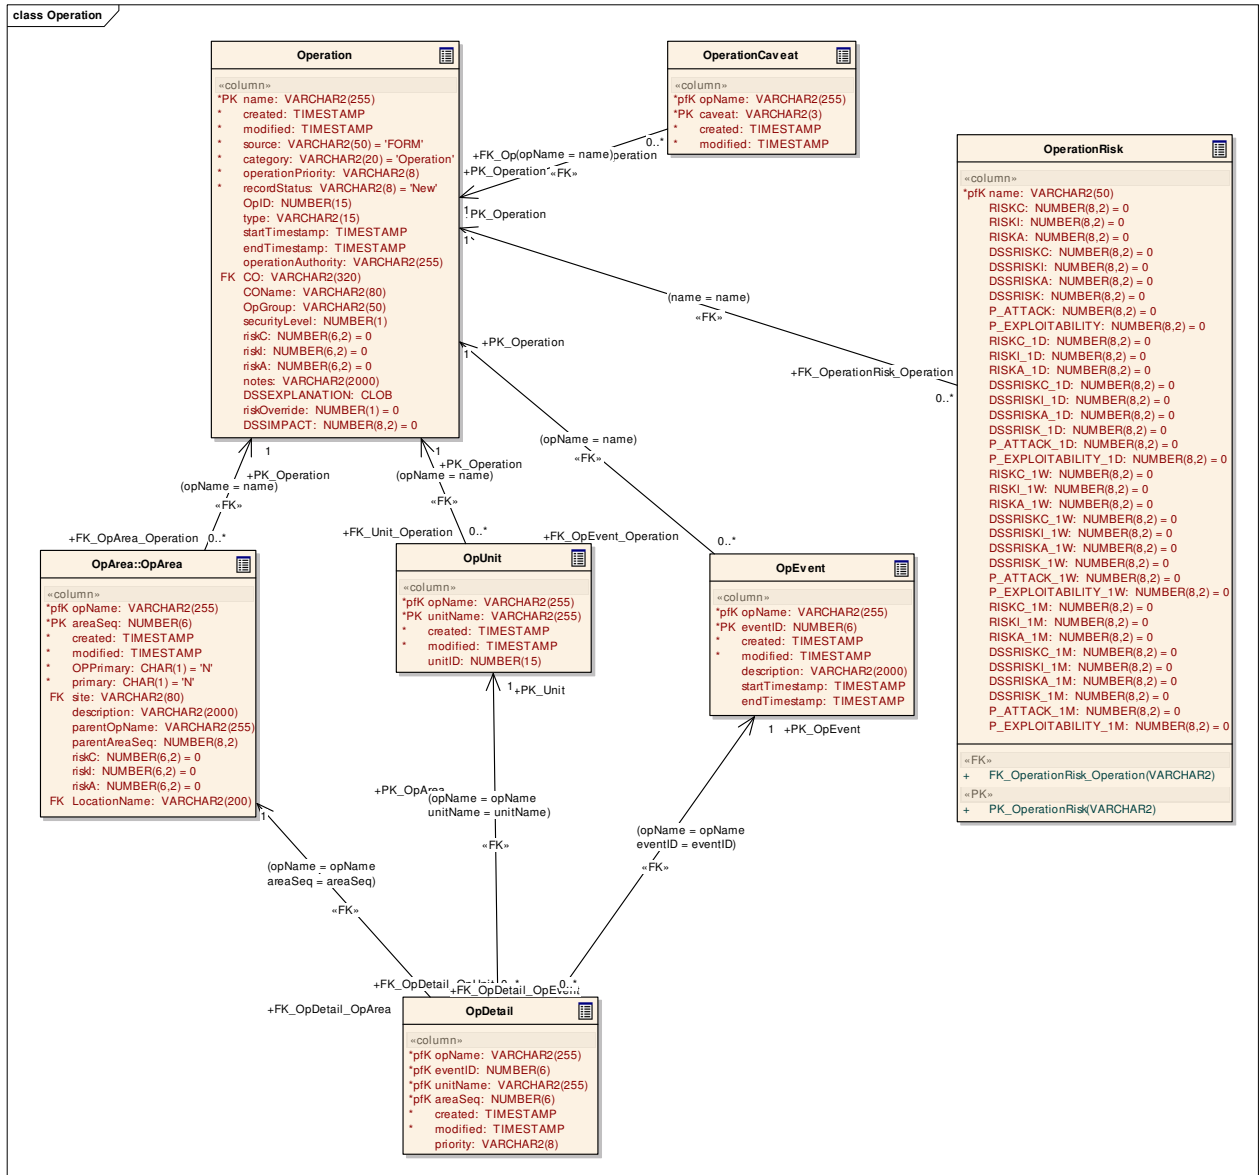 class Operation
Operation
«column»
*PK name: VARCHAR2(255)
* created: TIMESTAMP
* modified: TIMESTAMP
* source: VARCHAR2(50) = 'FORM'
* category: VARCHAR2(20) = 'Operation'
* operationPriority: VARCHAR2(8)
* recordStatus: VARCHAR2(8) = 'New'
OpID: NUMBER(15)
type: VARCHAR2(15)
startTimestamp: TIMESTAMP
endTimestamp: TIMESTAMP
operationAuthority: VARCHAR2(255)
FK CO: VARCHAR2(320)
COName: VARCHAR2(80)
OpGroup: VARCHAR2(50)
securityLevel: NUMBER(1)
riskC: NUMBER(6,2) = 0
riskI: NUMBER(6,2) = 0
riskA: NUMBER(6,2) = 0
notes: VARCHAR2(2000)
DSSEXPLANATION: CLOB
riskOverride: NUMBER(1) = 0
DSSIMPACT: NUMBER(8,2) = 0
OperationCaveat
«column»
*pfK opName: VARCHAR2(255)
*PK caveat: VARCHAR2(3)
* created: TIMESTAMP
* modified: TIMESTAMP
0..*
(opName = name)
+PK_Operation
«FK»
1
+PK_Operation
1
(name = name)
«FK»
+FK_OperationRisk_Operation
0..*
OperationRisk
«column»
*pfK name: VARCHAR2(50)
RISKC: NUMBER(8,2) = 0
RISKI: NUMBER(8,2) = 0
RISKA: NUMBER(8,2) = 0
DSSRISKC: NUMBER(8,2) = 0
DSSRISKI: NUMBER(8,2) = 0
DSSRISKA: NUMBER(8,2) = 0
DSSRISK: NUMBER(8,2) = 0
P_ATTACK: NUMBER(8,2) = 0
P_EXPLOITABILITY: NUMBER(8,2) = 0
RISKC_1D: NUMBER(8,2) = 0
RISKI_1D: NUMBER(8,2) = 0
RISKA_1D: NUMBER(8,2) = 0
DSSRISKC_1D: NUMBER(8,2) = 0
DSSRISKI_1D: NUMBER(8,2) = 0
DSSRISKA_1D: NUMBER(8,2) = 0
DSSRISK_1D: NUMBER(8,2) = 0
P_ATTACK_1D: NUMBER(8,2) = 0
P_EXPLOITABILITY_1D: NUMBER(8,2) = 0
RISKC_1W: NUMBER(8,2) = 0
RISKI_1W: NUMBER(8,2) = 0
RISKA_1W: NUMBER(8,2) = 0
DSSRISKC_1W: NUMBER(8,2) = 0
DSSRISKI_1W: NUMBER(8,2) = 0
DSSRISKA_1W: NUMBER(8,2) = 0
DSSRISK_1W: NUMBER(8,2) = 0
P_ATTACK_1W: NUMBER(8,2) = 0
P_EXPLOITABILITY_1W: NUMBER(8,2) = 0
RISKC_1M: NUMBER(8,2) = 0
RISKI_1M: NUMBER(8,2) = 0
RISKA_1M: NUMBER(8,2) = 0
DSSRISKC_1M: NUMBER(8,2) = 0
DSSRISKI_1M: NUMBER(8,2) = 0
DSSRISKA_1M: NUMBER(8,2) = 0
DSSRISK_1M: NUMBER(8,2) = 0
P_ATTACK_1M: NUMBER(8,2) = 0
P_EXPLOITABILITY_1M: NUMBER(8,2) = 0
«FK»
+ FK_OperationRisk_Operation(VARCHAR2)
«PK»
+ PK_OperationRisk(VARCHAR2)
+PK_Operation
1
(opName = name)
«FK»
+FK_OpEvent_Operation
0..*
1
+PK_Operation
(opName = name)
«FK»
+FK_OpArea_Operation 0..*
1
+PK_Operation
(opName = name)
«FK»
+FK_Unit_Operation 0..*
OpArea::OpArea
«column»
*pfK opName: VARCHAR2(255)
*PK areaSeq: NUMBER(6)
* created: TIMESTAMP
* modified: TIMESTAMP
* OPPrimary: CHAR(1) = 'N'
* primary: CHAR(1) = 'N'
FK site: VARCHAR2(80)
description: VARCHAR2(2000)
parentOpName: VARCHAR2(255)
parentAreaSeq: NUMBER(8,2)
riskC: NUMBER(6,2) = 0
riskI: NUMBER(6,2) = 0
riskA: NUMBER(6,2) = 0
FK LocationName: VARCHAR2(200)
OpUnit
«column»
*pfK opName: VARCHAR2(255)
*PK unitName: VARCHAR2(255)
* created: TIMESTAMP
* modified: TIMESTAMP
unitID: NUMBER(15)
OpEvent
«column»
*pfK opName: VARCHAR2(255)
*PK eventID: NUMBER(6)
* created: TIMESTAMP
* modified: TIMESTAMP
description: VARCHAR2(2000)
startTimestamp: TIMESTAMP
endTimestamp: TIMESTAMP
1
+PK_Unit
1 +PK_OpEvent
+PK_OpArea
1
(opName = opName
unitName = unitName)
«FK»
(opName = opName
eventID = eventID)
«FK»
(opName = opName
areaSeq = areaSeq)
«FK»
0..*
+FK_OpDetail_OpEvent
+FK_OpDetail_OpArea
OpDetail
«column»
*pfK opName: VARCHAR2(255)
*pfK eventID: NUMBER(6)
*pfK unitName: VARCHAR2(255)
*pfK areaSeq: NUMBER(6)
* created: TIMESTAMP
* modified: TIMESTAMP
priority: VARCHAR2(8)